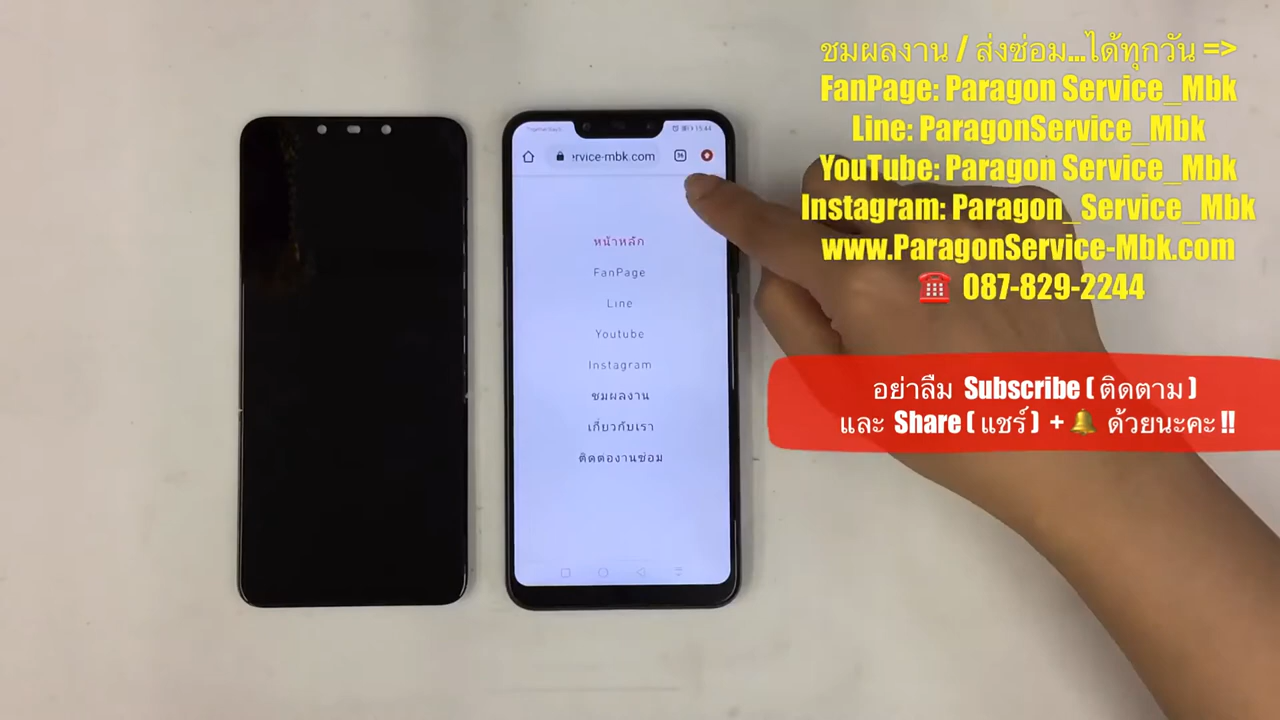 ชมผลงาน / ส่งซ่อม...ได้ทุกวัน =>
FanPage: Paragon Service_Mbk
Line: ParagonService_Mbk
YouTube: Paragon Service_Mbk
Instagram: Paragon_Service_Mbk
www.ParagonService-Mbk.com
☎️ 087-829-2244
อย่าลืม Subscribe ( ติดตาม )
และ Share ( แชร์ ) + 🔔 ด้วยนะคะ !!
15:44
ervice-mbk.com
หน้าหลัก
FanPage
Line
Youtube
Instagram
ชมผลงาน
เกี่ยวกับเรา
ติดต่องานซ่อม